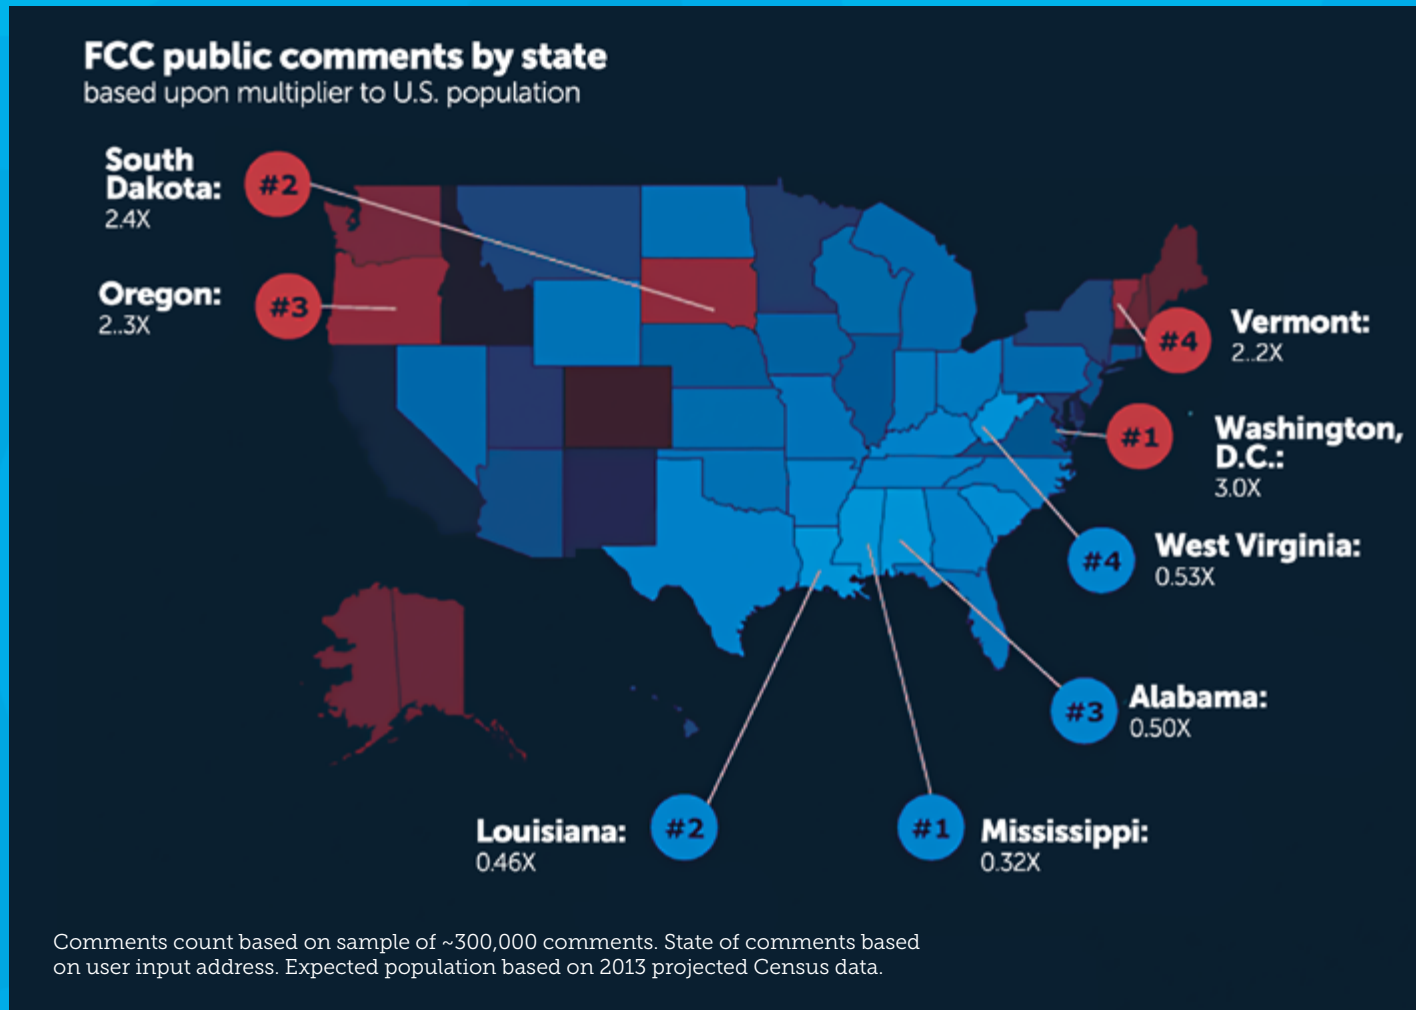 FCC public comments by state
based upon multiplier to U.S. population
South
Dakota:
2.4X
#2
Oregon:
2..3X
#3
Vermont:
2..2X
#4
Washington,
D.C.:
3.0X
#1
West Virginia:
0.53X
#4
Alabama:
0.50X
#3
Louisiana:
0.46X
#2
Mississippi:
0.32X
#1
Comments count based on sample of ~300,000 comments. State of comments based
on user input address. Expected population based on 2013 projected Census data.